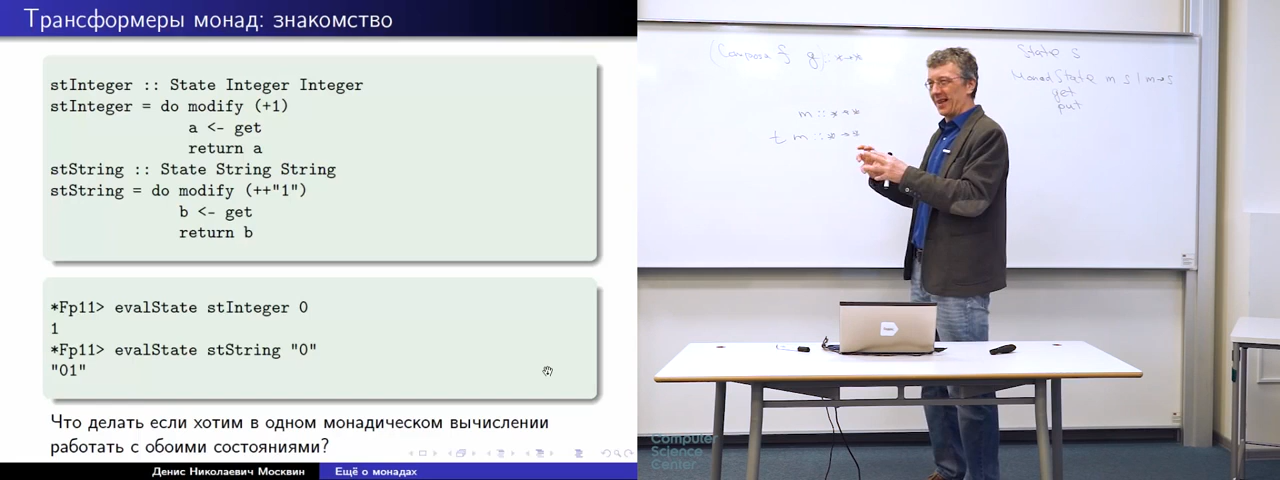 Трансформеры монад: знакомство
stInteger :: State Integer Integer
stInteger = do modify (+1)
a <- get
return a
stString :: State String String
stString = do modify (++"1")
b <- get
return b
*Fp11> evalState stInteger 0
1
*Fp11> evalState stString "0"
"01"
Что делать если хотим в одном монадическом вычислении
работать с обоими состояниями?
Денис Николаевич Москвин
Ещё о монадах
(Compose f g) :: *→*
m :: *→*
t m :: *→*
State s
MonadState m s | m→s
get
put
Computer
Science
Center